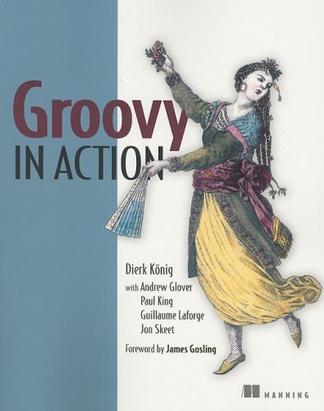 Groovy
IN ACTION
Dierk König
with Andrew Glover
Paul King
Guillaume Laforge
Jon Skeet
Foreword by James Gosling
MANNING